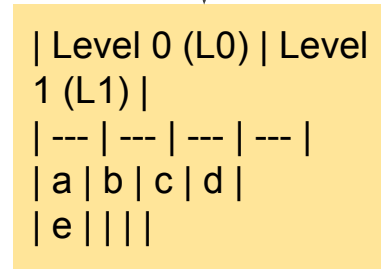 | Level 0 (L0) | Level
1 (L1) |
| --- | --- | --- | --- |
| a | b | c | d |
| e | | | |